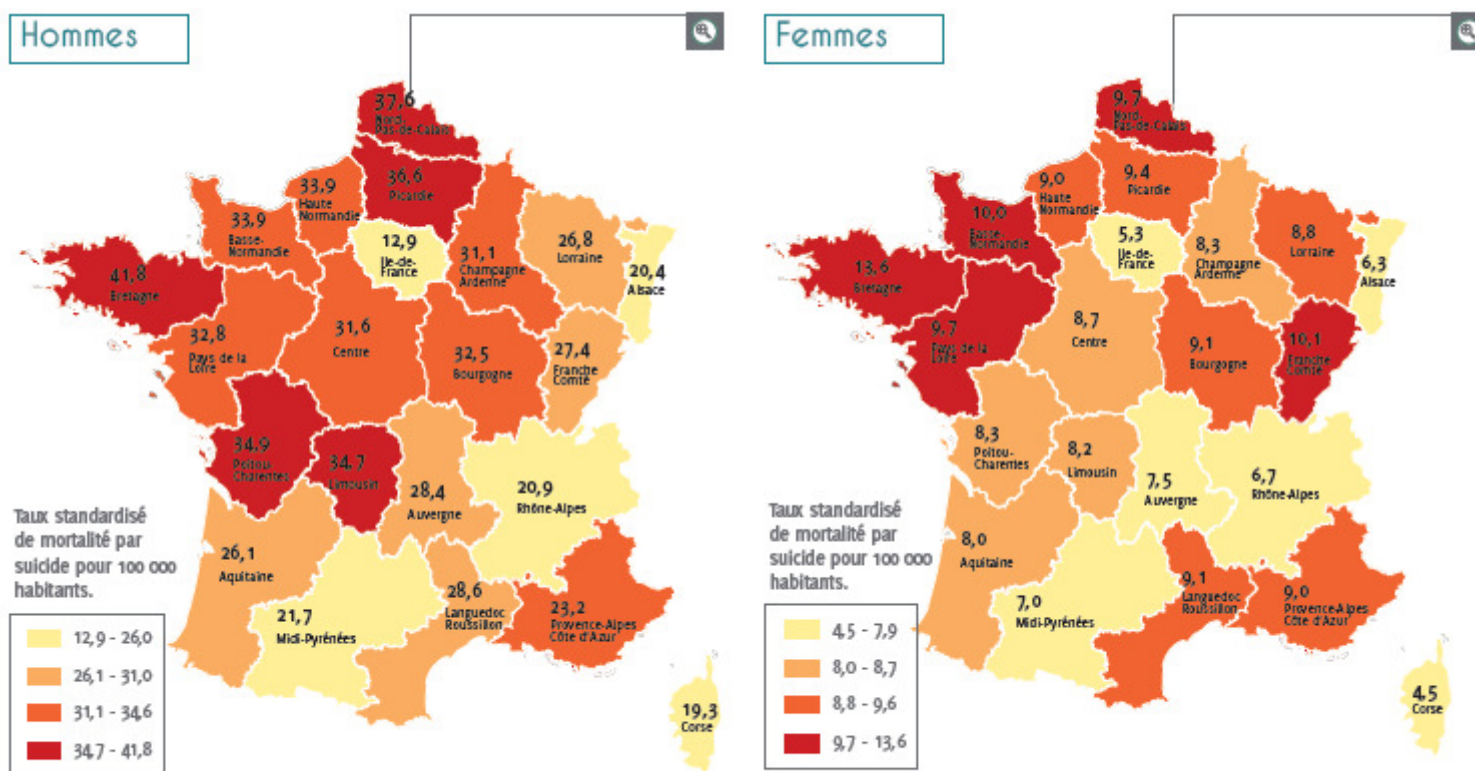 Hommes
37,6
Nord-
Pas-de-Calais
36,6
Picardie
33,9
Haute
Normandie
33,9
Basse-
Normandie
12,9
Ile-de-
France
31,1
Champagne
Ardenne
26,8
Lorraine
20,4
Alsace
41,8
Bretagne
32,8
Pays de la
Loire
31,6
Centre
32,5
Bourgogne
27,4
Franche
Comté
34,9
Poitou-
Charentes
34,7
Limousin
28,4
Auvergne
20,9
Rhône-Alpes
26,1
Aquitaine
21,7
Midi-Pyrénées
28,6
Languedoc
Roussillon
23,2
Provence-Alpes
Côte d'Azur
19,3
Corse
Taux standardisé
de mortalité par
suicide pour 100 000
habitants.
12,9 - 26,0
26,1 - 31,0
31,1 - 34,6
34,7 - 41,8
Femmes
9,7
Nord-
Pas-de-Calais
9,4
Picardie
9,0
Haute
Normandie
10,0
Basse-
Normandie
5,3
Ile-de-
France
8,3
Champagne
Ardenne
8,8
Lorraine
6,3
Alsace
13,6
Bretagne
9,7
Pays de la
Loire
8,7
Centre
9,1
Bourgogne
10,1
Franche
Comté
8,3
Poitou-
Charentes
8,2
Limousin
7,5
Auvergne
6,7
Rhône-Alpes
8,0
Aquitaine
7,0
Midi-Pyrénées
9,1
Languedoc
Roussillon
9,0
Provence-Alpes
Côte d'Azur
4,5
Corse
Taux standardisé
de mortalité par
suicide pour 100 000
habitants.
4,5 - 7,9
8,0 - 8,7
8,8 - 9,6
9,7 - 13,6